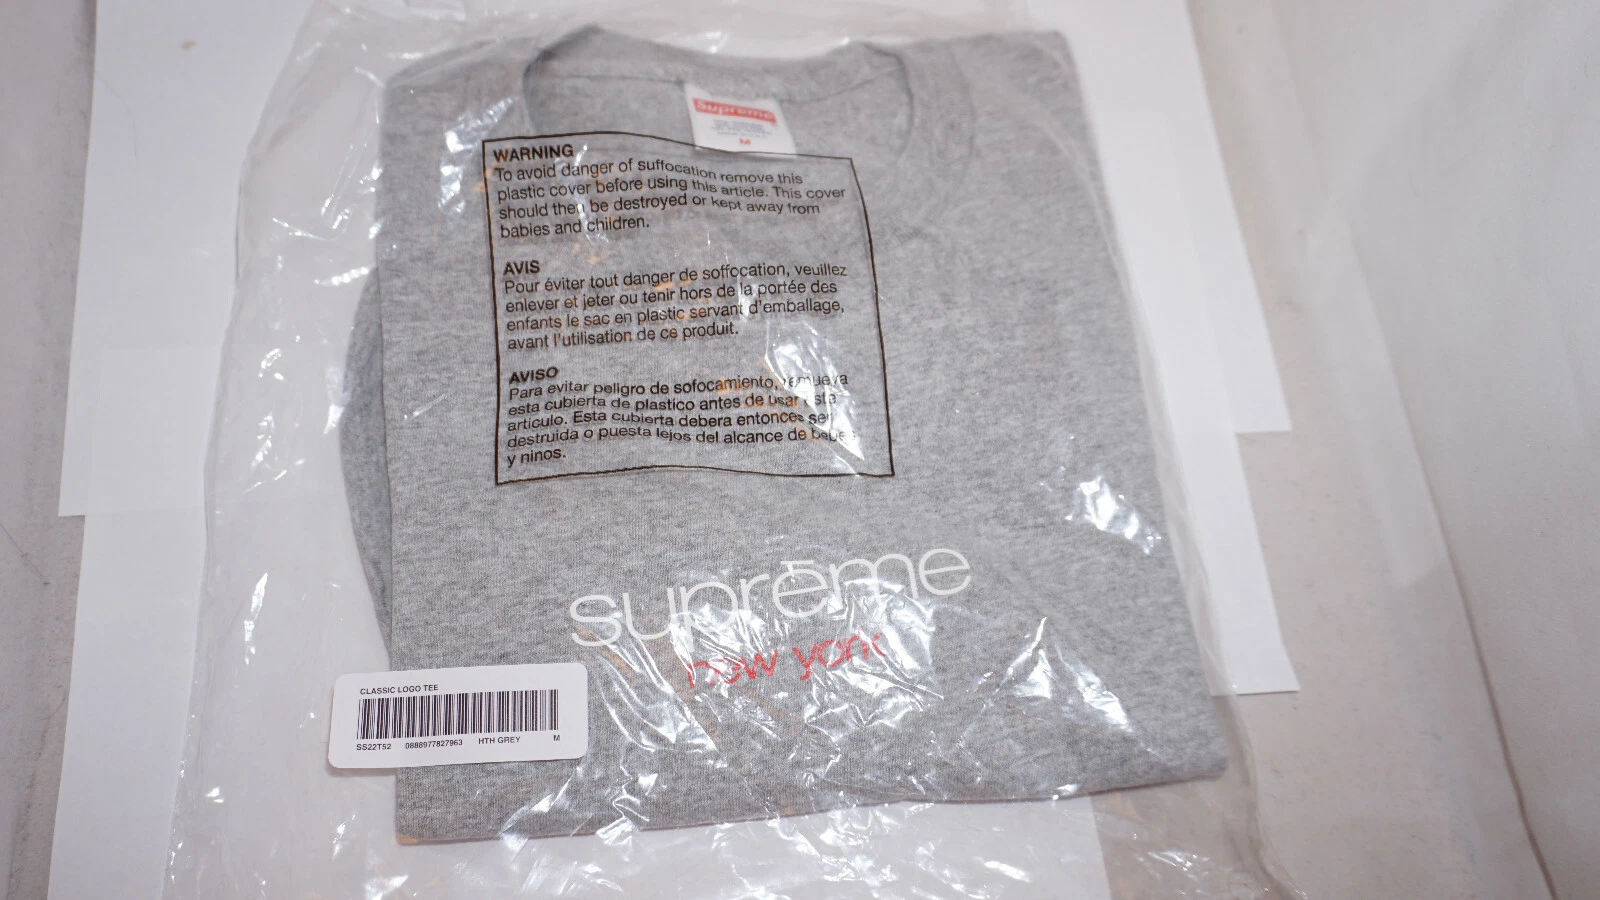 Supreme
M
WARNING
To avoid danger of suffocation remove this
plastic cover before using this article. This cover
should then be destroyed or kept away from
babies and children.
AVIS
Pour éviter tout danger de soffocation, veuillez
enlever et jeter ou tenir hors de la portée des
enfants le sac en plastic servant d'emballage,
avant l'utilisation de ce produit.
AVISO
Para evitar peligro de sofocamiento, remueva
esta cubierta de plastico antes de usar este
articulo. Esta cubierta debera entonces ser
destruida o puesta lejos del alcance de bebes
y ninos.
suprēme
new york
CLASSIC LOGO TEE
SS22T52 0888977827963 HTH GREY M